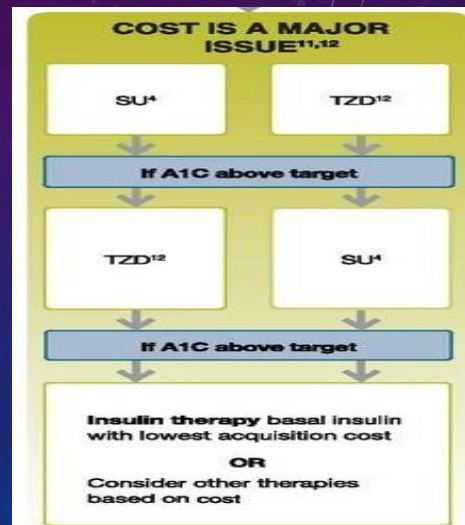 COST IS A MAJOR
ISSUE¹¹,¹²
SU⁴
TZD¹²
If A1C above target
TZD¹²
SU⁴
If A1C above target
Insulin therapy basal insulin
with lowest acquisition cost
OR
Consider other therapies
based on cost